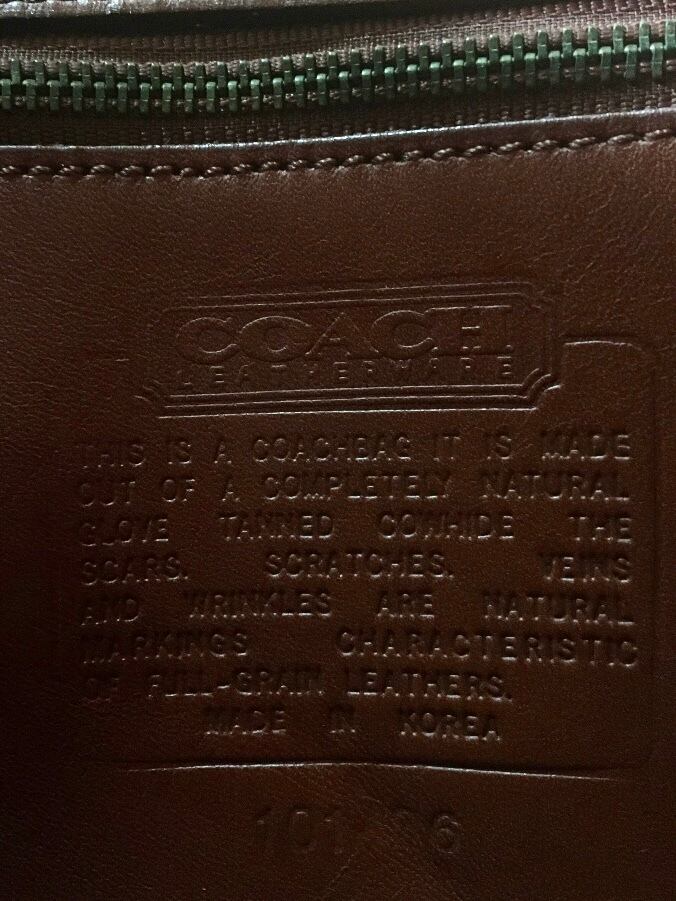 COACH
LEATHERWARE
THIS IS A COACHBAG IT IS MADE
OUT OF A COMPLETELY NATURAL
GLOVE TANNED COWHIDE THE
SCARS. SCRATCHES. VEINS
AND WRINKLES ARE NATURAL
MARKINGS CHARACTERISTIC
OF FULL-GRAIN LEATHERS.
MADE IN KOREA